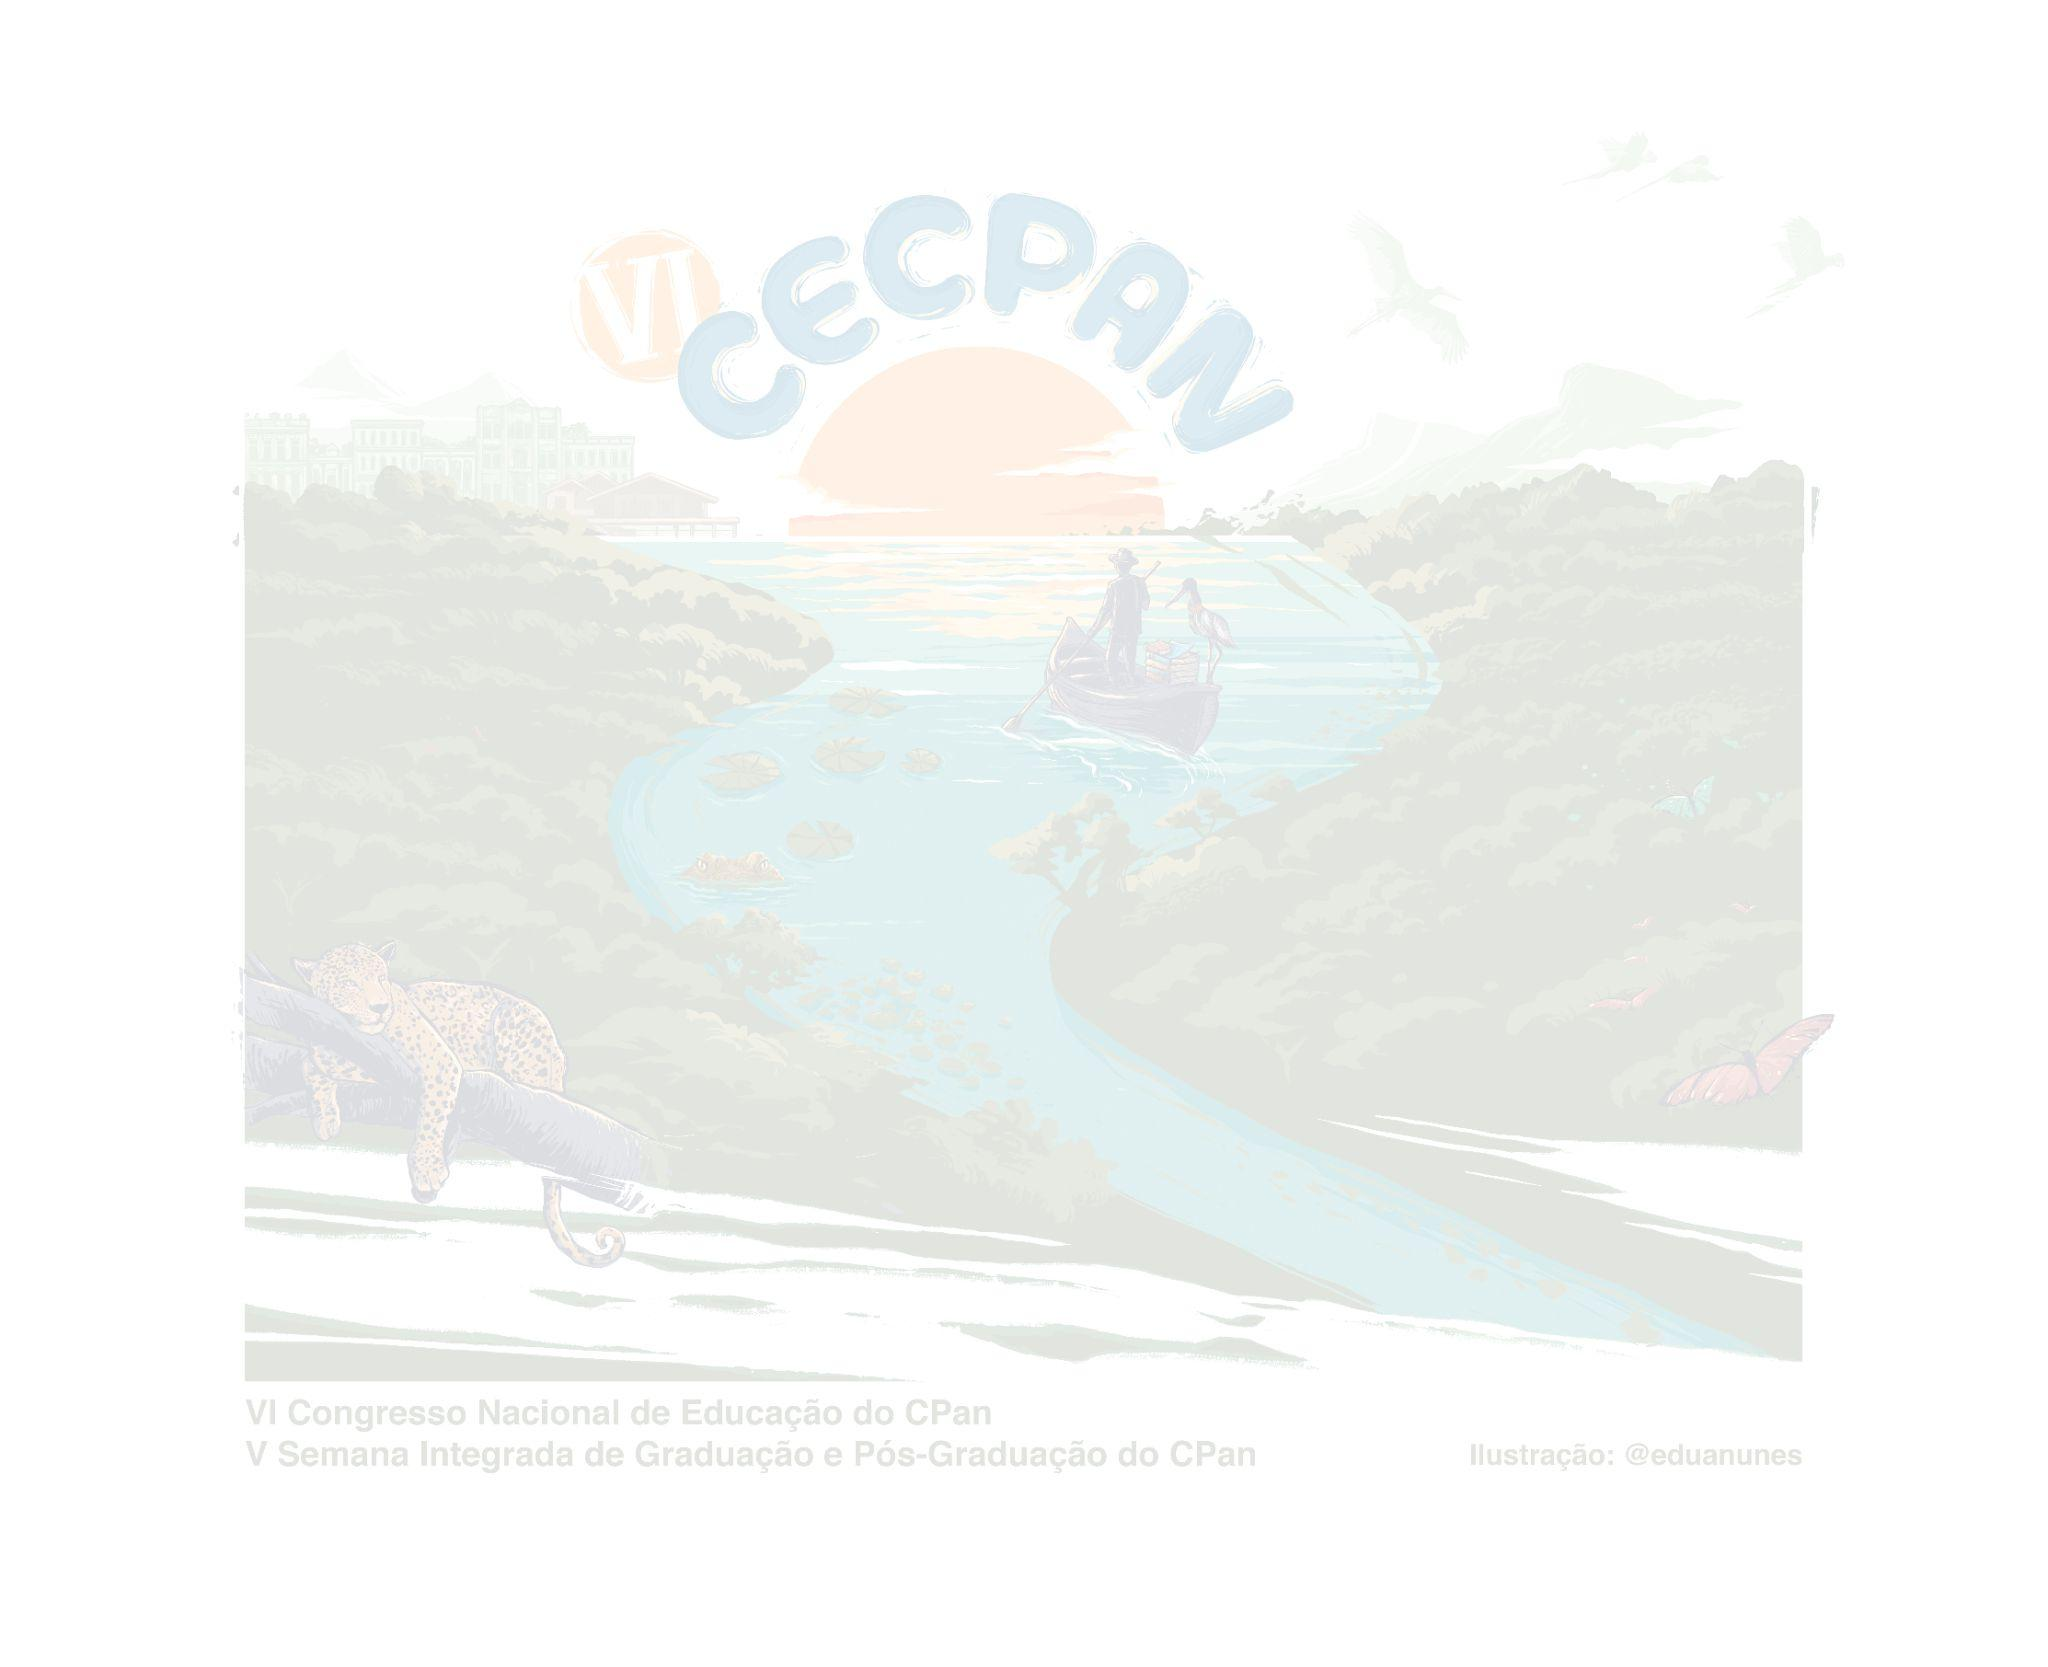 VI
CECPAN
VI Congresso Nacional de Educação do CPan
V Semana Integrada de Graduação e Pós-Graduação do CPan
Ilustração: @eduanunes